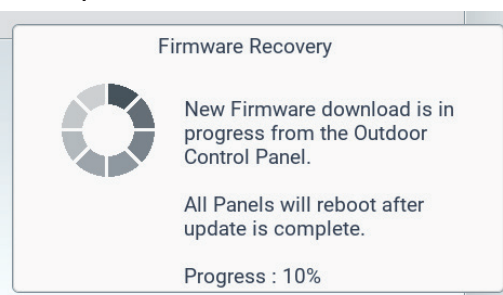 Firmware Recovery
New Firmware download is in
progress from the Outdoor
Control Panel.
All Panels will reboot after
update is complete.
Progress : 10%